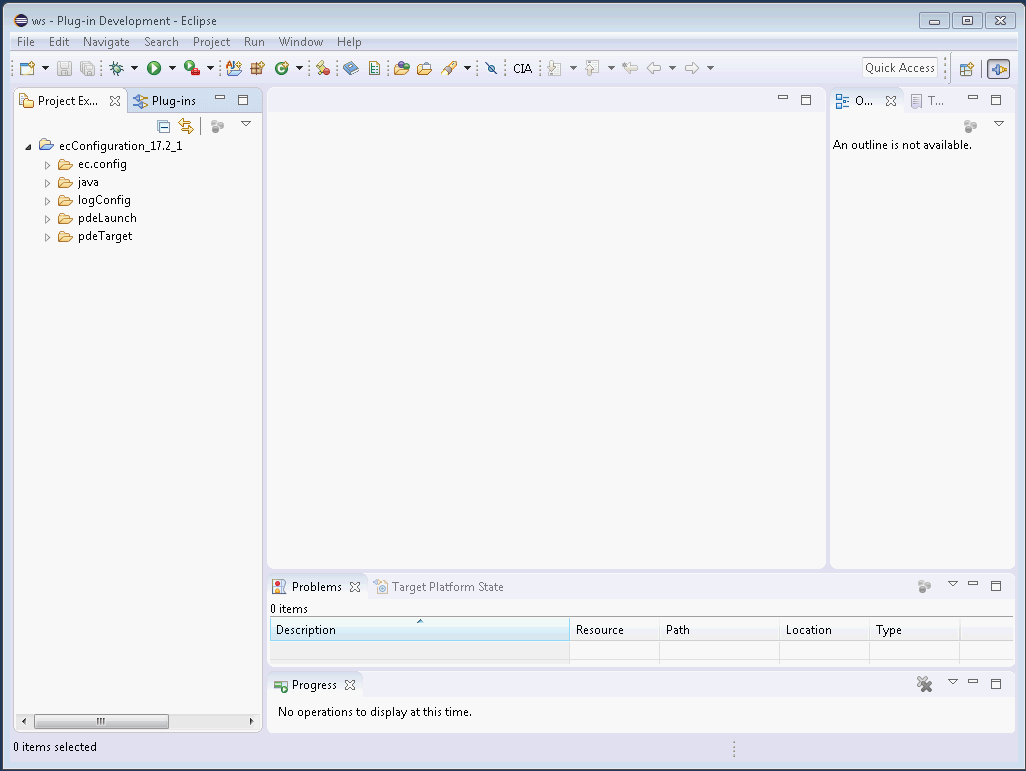 ws - Plug-in Development - Eclipse
File Edit Navigate Search Project Run Window Help
CIA
Quick Access
Project Ex... Plug-ins
ecConfiguration_17.2_1
ec.config
java
logConfig
pdeLaunch
pdeTarget
O... T...
An outline is not available.
Problems Target Platform State
0 items
Description Resource Path Location Type
Progress
No operations to display at this time.
0 items selected